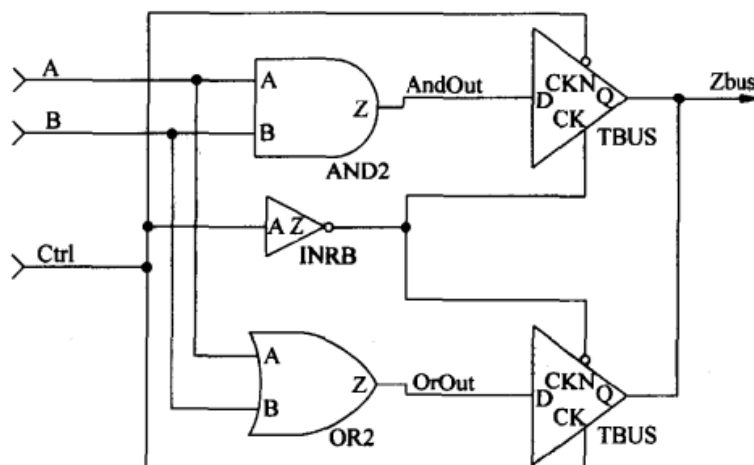 A
B
Ctrl
A
B
Z
AND2
AndOut
D
CKN
Q
CK
TBUS
Zbus
A
Z
INRB
A
B
Z
OR2
OrOut
D
CKN
Q
CK
TBUS